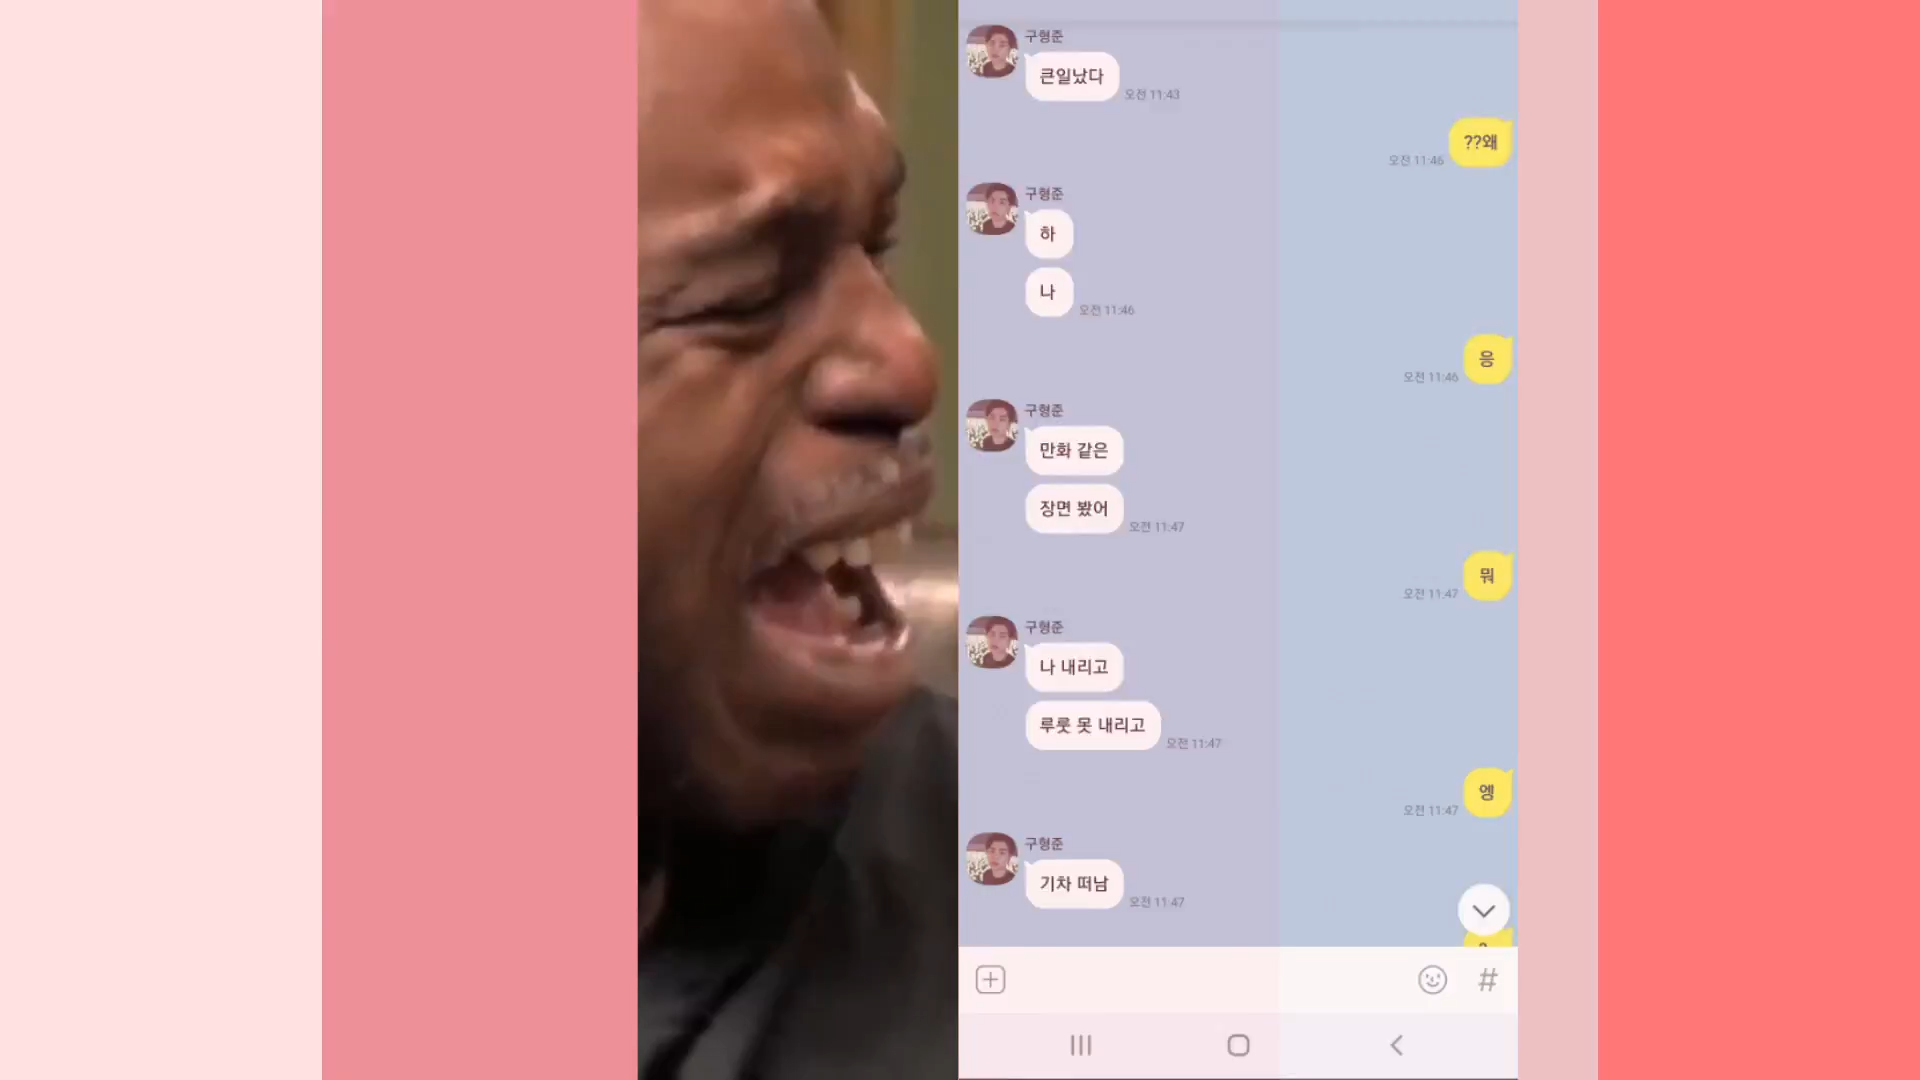 구형준
큰일났다
오전 11:43
??왜
오전 11:46
구형준
하
나
오전 11:46
응
오전 11:46
구형준
만화 같은
장면 봤어
오전 11:47
뭐
오전 11:47
구형준
나 내리고
루룻 못 내리고
오전 11:47
엥
오전 11:47
구형준
기차 떠남
오전 11:47
#